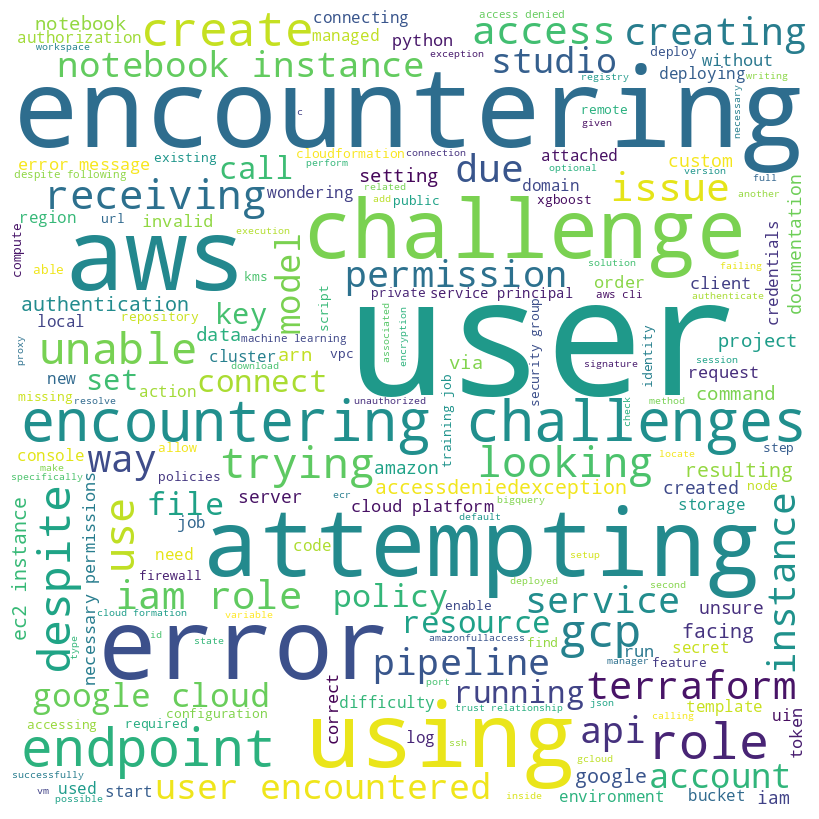 notebook
authorization
workspace
create
connecting
managed
python
access denied
exception
access
creating
notebook instance
studio
deploy
without
deploying
registry
writing
encountering
c
remote
given
necessary
error message
despite following
existing
call
cloudformation
connection
perform
due
attached
optional
custom
version
full
another
receiving
wondering
setting
domain
issue
documentation
region
url
invalid
related
add
public
xgboost
challenge
compute
aws
model
execution
able
kms
permission
solution
order
client
failing
credentials
authentication
key
script
private
service principal
aws cli
authenticate
user
local
repository
data
machine learning
associated
encryption
signature
security group
identity
session
project
proxy
unable
cluster
arn
vpc
via
request
new
set
action
download
connect
unauthorized
training job
check
method
command
missing
resolve
encountering
challenges
console
way
allow
trying
amazon
looking
locate
step
make
specifically
policies
accessdeniedexception
resulting
created
node
despite
necessary permissions
use
file
server
ecr
cloud platform
bigquery
storage
job
default
instance
ec2 instance
attempting
code
setup
need
firewall
deployed
second
iam role
policy
service
unsure
cloud formation
variable
enable
resource
gcp
facing
secret
type
id
state
error
amazonfullaccess
find
run
manager
feature
pipeline
running
terraform
google cloud
correct
difficulty
trust relationship
port
json
template
ui
token
accessing
required
configuration
using
log
ssh
gcloud
api
calling
role
endpoint
successfully
google
account
vm
used
possible
start
user encountered
inside
environment
bucket
iam